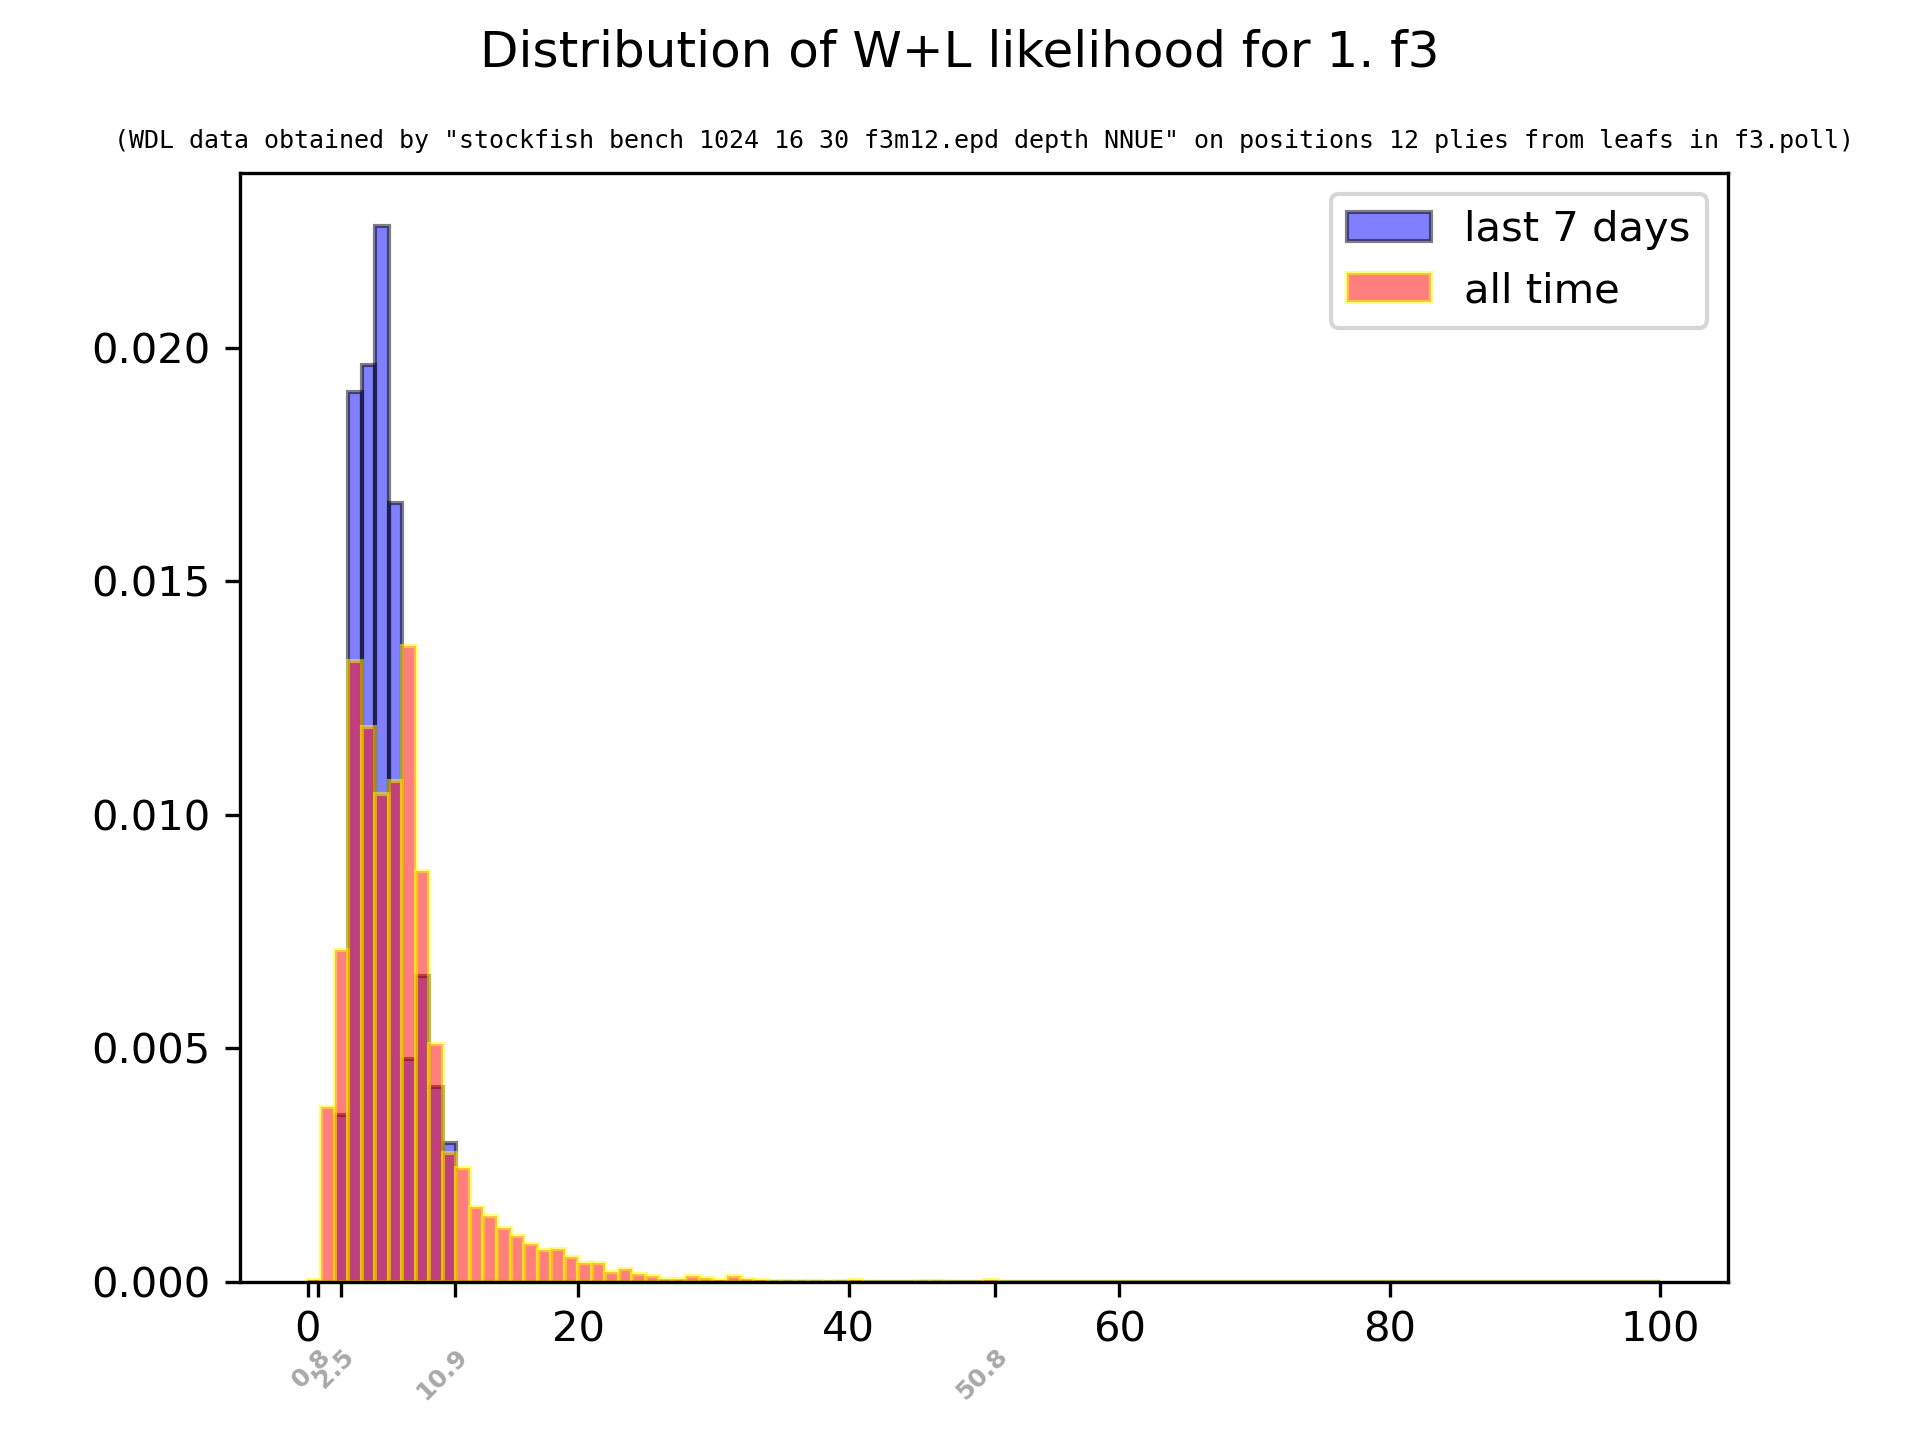 Distribution of W+L likelihood for 1. f3
(WDL data obtained by "stockfish bench 1024 16 30 f3m12.epd depth NNUE" on positions 12 plies from leafs in f3.poll)
last 7 days
all time
0.020
0.015
0.010
0.005
0.000
0 20 40 60 80 100
0.8 2.5 10.9 50.8